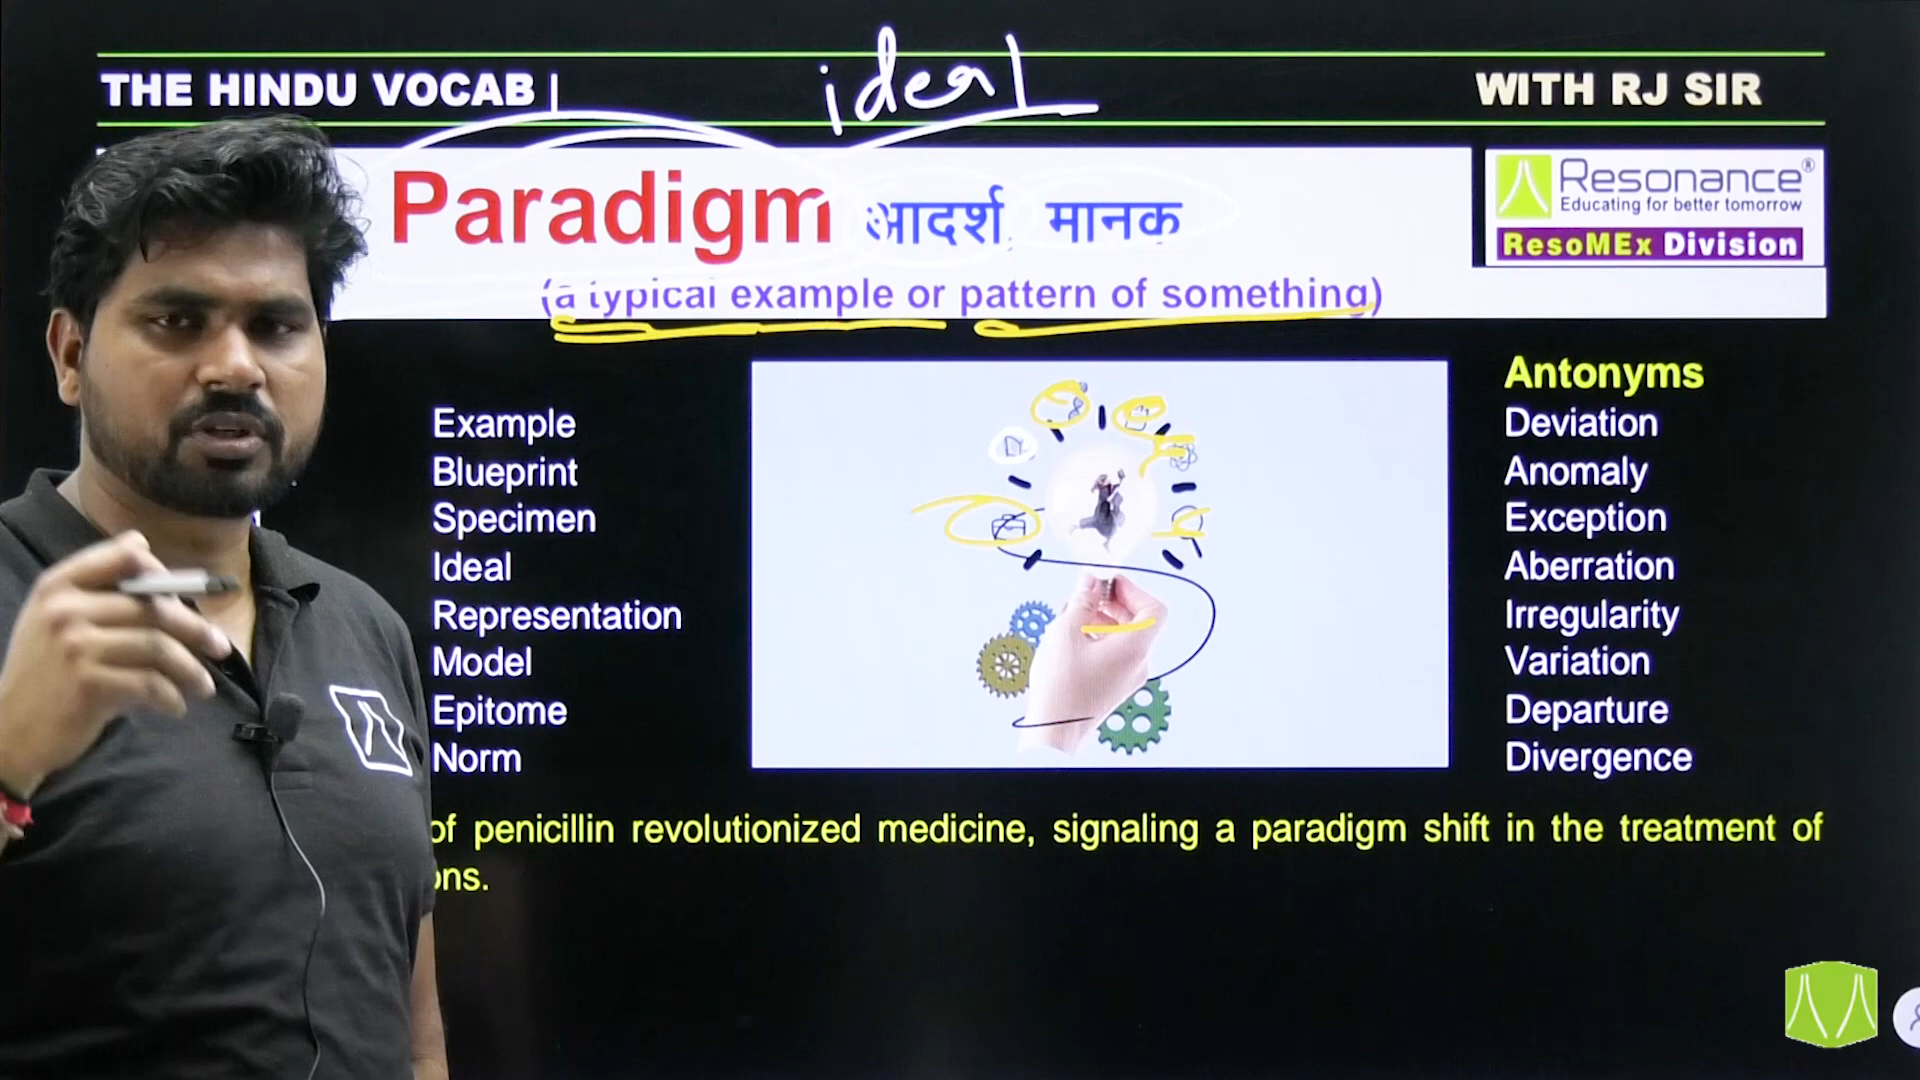 ideal
THE HINDU VOCAB |
WITH RJ SIR
Paradigm आदर्श, मानक
(a typical example or pattern of something)
Resonance®
Educating for better tomorrow
ResoMEx Division
Example
Blueprint
Specimen
Ideal
Representation
Model
Epitome
Norm
Antonyms
Deviation
Anomaly
Exception
Aberration
Irregularity
Variation
Departure
Divergence
of penicillin revolutionized medicine, signaling a paradigm shift in the treatment of
ons.